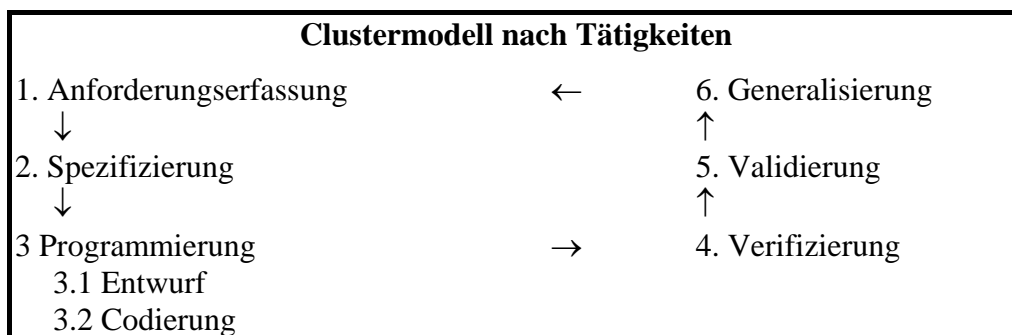 Clustermodell nach Tätigkeiten
1. Anforderungserfassung ← 6. Generalisierung
↓ ↑
2. Spezifizierung 5. Validierung
↓ ↑
3 Programmierung → 4. Verifizierung
3.1 Entwurf
3.2 Codierung